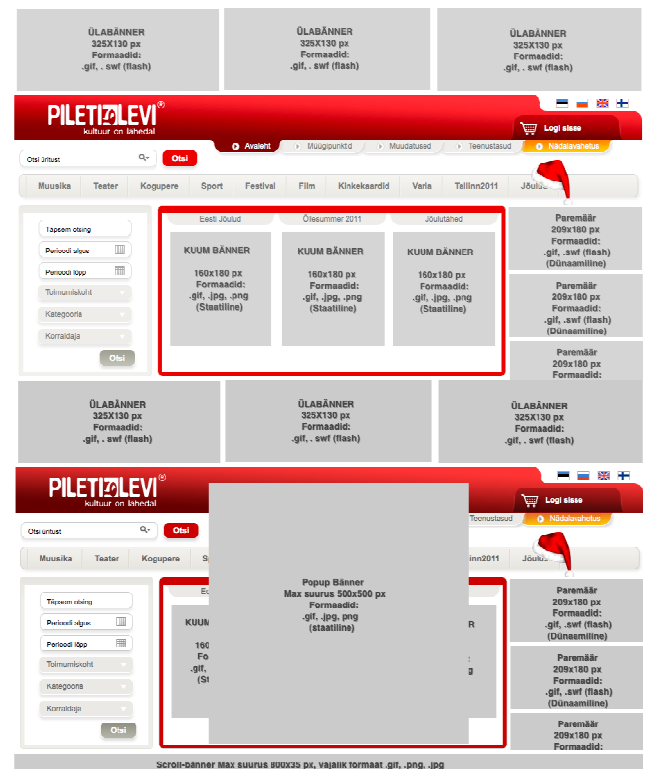 ÜLABÄNNER ÜLABÄNNER ÜLABÄNNER
325X130 px 325X130 px 325X130 px
Formaadid: Formaadid: Formaadid:
.gif, . swf (flash) .gif, . swf (flash) .gif, . swf (flash)
PILETILEVI®
kultuur on lahedal
Logi sisse
Otsi üritust Otsi Avaleht Müügipunktid Muudatused Teenustasud Nädalavahetus
Muusika Teater Kogupere Sport Festival Film Kinkekaardid Varia Tallinn2011
Eesti Jõulud Õllesummer 2011 Jõulutähed
Täpsem otsing
Perioodi algus
Perioodi lõpp
Toimumiskoht
Kategooria
Korraldaja
Otsi
KUUM BÄNNER KUUM BÄNNER KUUM BÄNNER
160x180 px 160x180 px 160x180 px
Formaadid: Formaadid: Formaadid:
.gif, .jpg, .png .gif, .jpg, .png .gif, .jpg, .png
(Staatiline) (Staatiline) (Staatiline)
Paremäär
209x180 px
Formaadid:
.gif, .swf (flash)
(Dünaamiline)
Paremäär
209x180 px
Formaadid:
.gif, .swf (flash)
(Dünaamiline)
Paremäär
209x180 px
Formaadid:
ÜLABÄNNER ÜLABÄNNER ÜLABÄNNER
325X130 px 325X130 px 325X130 px
Formaadid: Formaadid: Formaadid:
.gif, . swf (flash) .gif, . swf (flash) .gif, . swf (flash)
PILETILEVI®
kultuur on lahedal
Logi sisse
Otsi üritust Otsi Teenustasud Nädalavahetus
Muusika Teater Kogupere
Täpsem otsing
Perioodi algus
Perioodi lõpp
Toimumiskoht
Kategooria
Korraldaja
Otsi
KUUM
Popup Bänner
Max suurus 500x500 px
Formaadid:
.gif, .jpg, png
(staatiline)
Paremäär
209x180 px
Formaadid:
.gif, .swf (flash)
(Dünaamiline)
Paremäär
209x180 px
Formaadid:
.gif, .swf (flash)
(Dünaamiline)
Paremäär
209x180 px
Formaadid:
Scroll-bänner Max suurus 800x35 px, vajalik formaat .gif, .png, .jpg